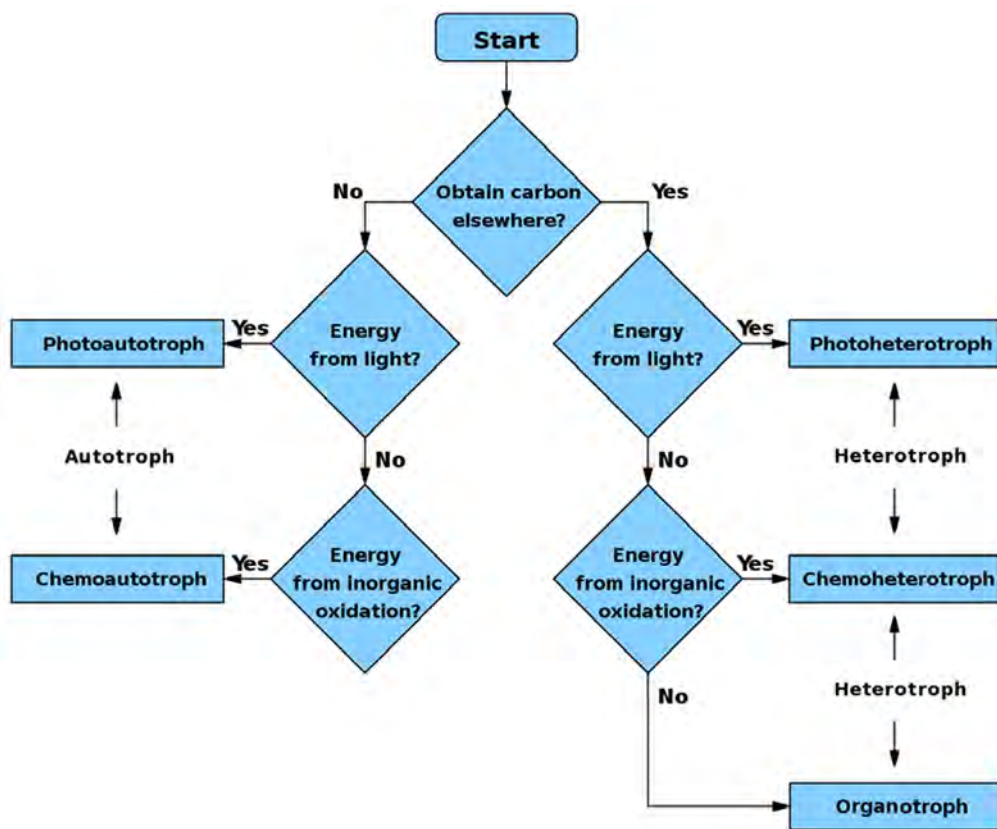 Start
Obtain carbon
elsewhere?
No
Yes
Energy
from light?
Yes
Photoautotroph
Energy
from light?
Yes
Photoheterotroph
Autotroph
No
No
Heterotroph
Energy
from inorganic
oxidation?
Yes
Chemoautotroph
Energy
from inorganic
oxidation?
Yes
Chemoheterotroph
No
Heterotroph
Organotroph